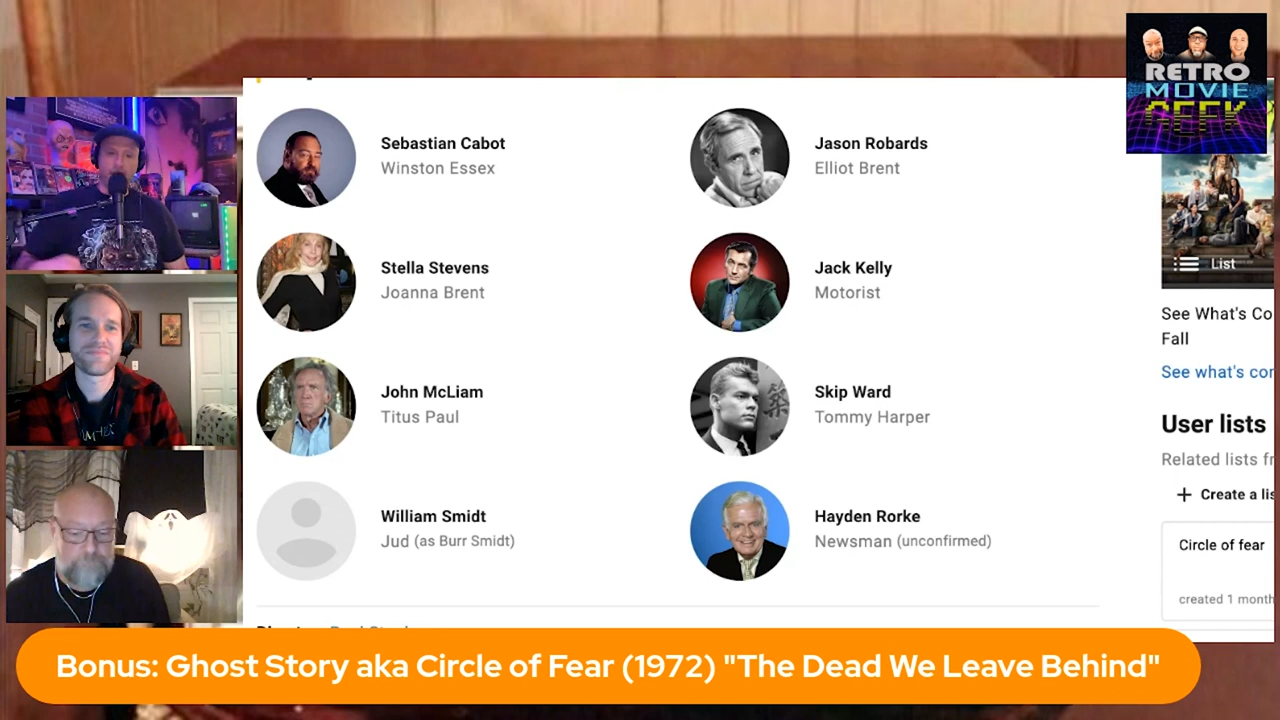 RETRO
MOVIE
GEEK
Sebastian Cabot
Winston Essex
Jason Robards
Elliot Brent
Stella Stevens
Joanna Brent
Jack Kelly
Motorist
John McLiam
Titus Paul
Skip Ward
Tommy Harper
William Smidt
Jud (as Burr Smidt)
Hayden Rorke
Newsman (unconfirmed)
List
See What's Co
Fall
See what's cor
User lists
Related lists fr
+ Create a lis
Circle of fear
created 1 month
Bonus: Ghost Story aka Circle of Fear (1972) "The Dead We Leave Behind"